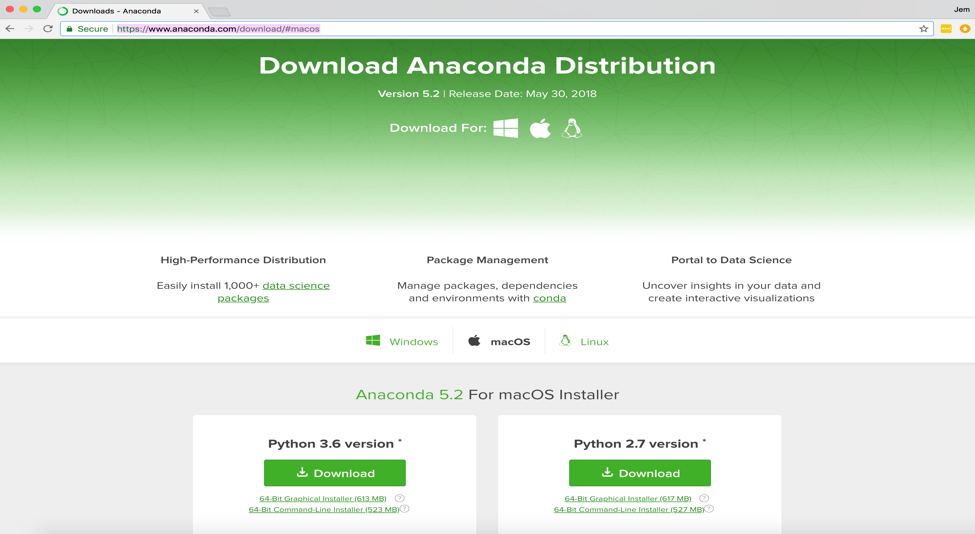 Downloads - Anaconda
Jem
Secure https://www.anaconda.com/download/#macos
Download Anaconda Distribution
Version 5.2 | Release Date: May 30, 2018
Download For:
High-Performance Distribution
Easily install 1,000+ data science
packages
Package Management
Manage packages, dependencies
and environments with conda
Portal to Data Science
Uncover insights in your data and
create interactive visualizations
Windows
macOS
Linux
Anaconda 5.2 For macOS Installer
Python 3.6 version *
Download
64-Bit Graphical Installer (613 MB) ?
64-Bit Command-Line Installer (523 MB) ?
Python 2.7 version *
Download
64-Bit Graphical Installer (617 MB) ?
64-Bit Command-Line Installer (527 MB) ?